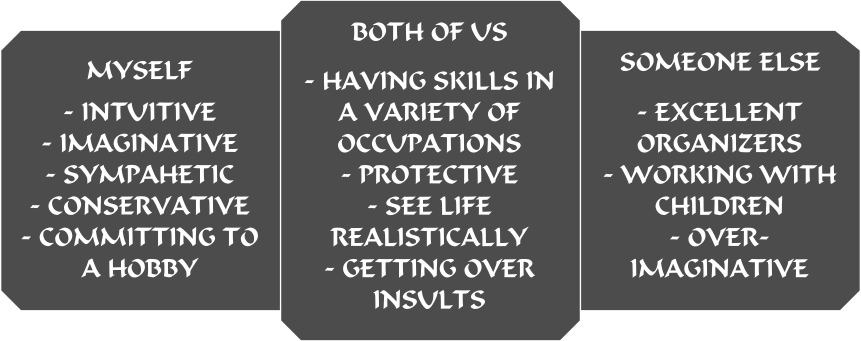 MYSELF
- INTUITIVE
- IMAGINATIVE
- SYMPAHETIC
- CONSERVATIVE
- COMMITTING TO
A HOBBY
BOTH OF US
- HAVING SKILLS IN
A VARIETY OF
OCCUPATIONS
- PROTECTIVE
- SEE LIFE
REALISTICALLY
- GETTING OVER
INSULTS
SOMEONE ELSE
- EXCELLENT
ORGANIZERS
- WORKING WITH
CHILDREN
- OVER-
IMAGINATIVE